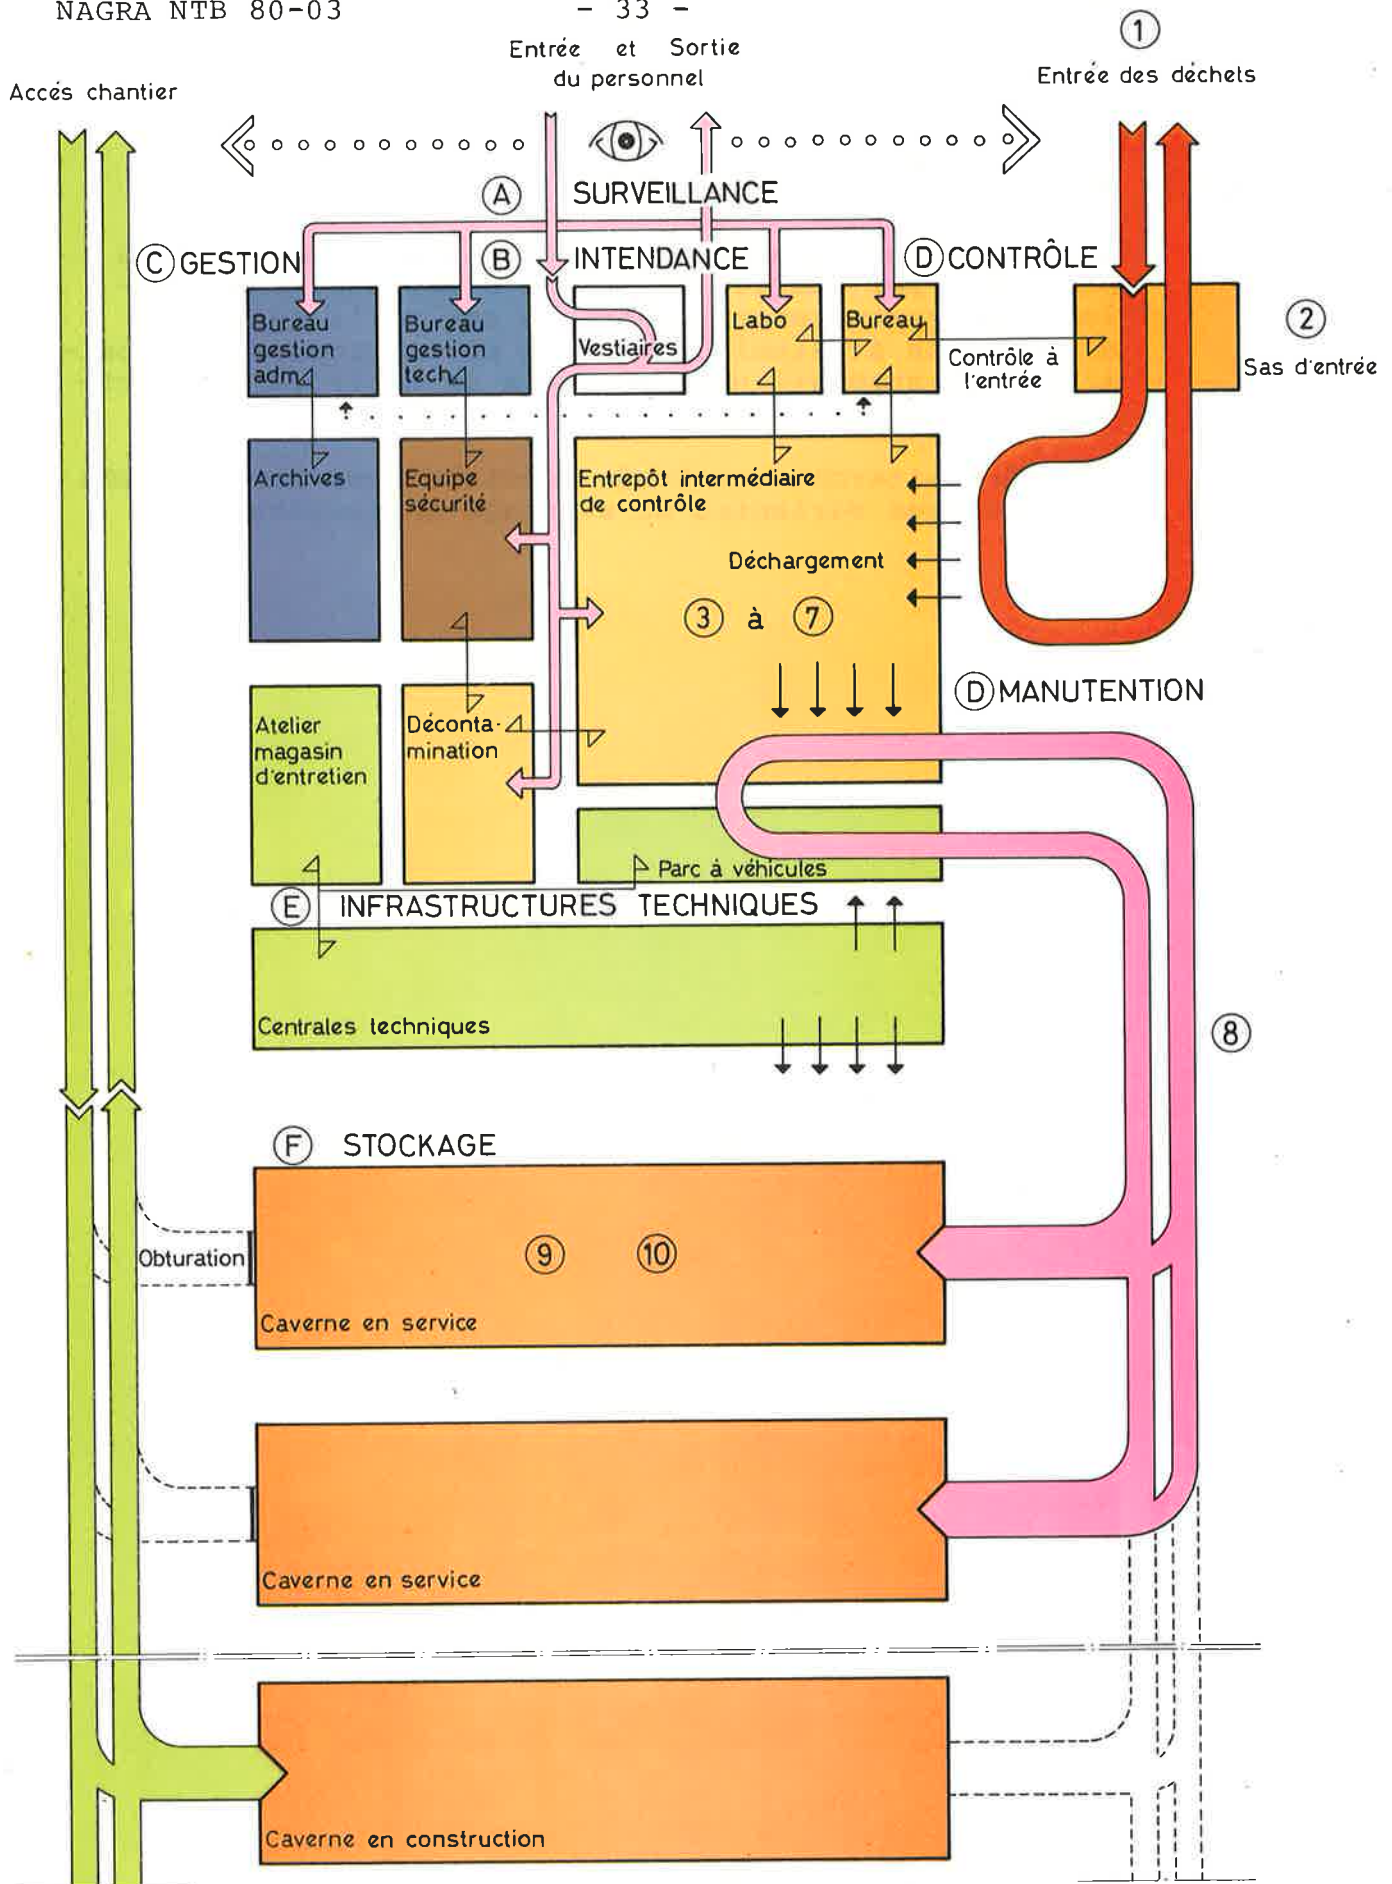 NAGRA NTB 80-03
- 33 -
Entrée et Sortie
du personnel
1
Entrée des déchets
Accés chantier
A SURVEILLANCE
C GESTION
B INTENDANCE
D CONTRÔLE
Bureau
gestion
adm.
Bureau
gestion
tech.
Vestiaires
Labo
Bureau
Contrôle à
l'entrée
2
Sas d'entrée
Archives
Equipe
sécurité
Entrepôt intermédiaire
de contrôle
Déchargement
3 à 7
D MANUTENTION
Atelier
magasin
d'entretien
Déconta-
mination
Parc à véhicules
E INFRASTRUCTURES TECHNIQUES
Centrales techniques
8
F STOCKAGE
Obturation
9 10
Caverne en service
Caverne en service
Caverne en construction